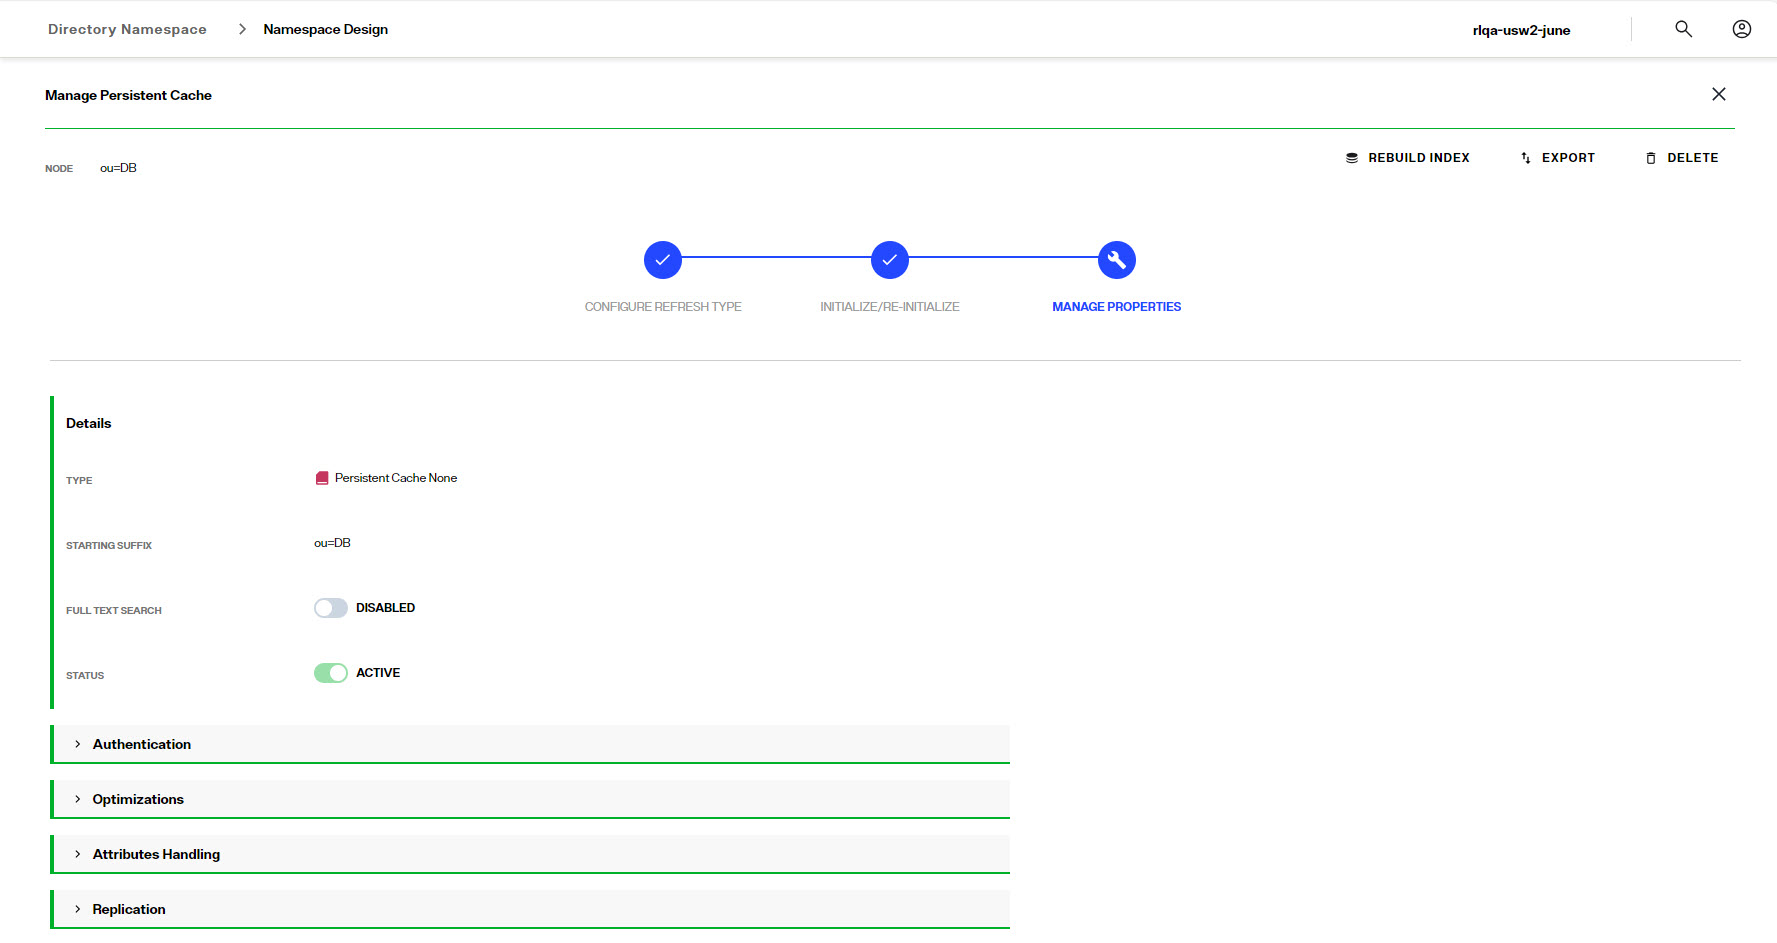 Directory Namespace > Namespace Design rlqa-usw2-june
Manage Persistent Cache
NODE ou=DB REBUILD INDEX EXPORT DELETE
CONFIGURE REFRESH TYPE INITIALIZE/RE-INITIALIZE MANAGE PROPERTIES
Details
TYPE Persistent Cache None
STARTING SUFFIX ou=DB
FULL TEXT SEARCH DISABLED
STATUS ACTIVE
Authentication
Optimizations
Attributes Handling
Replication